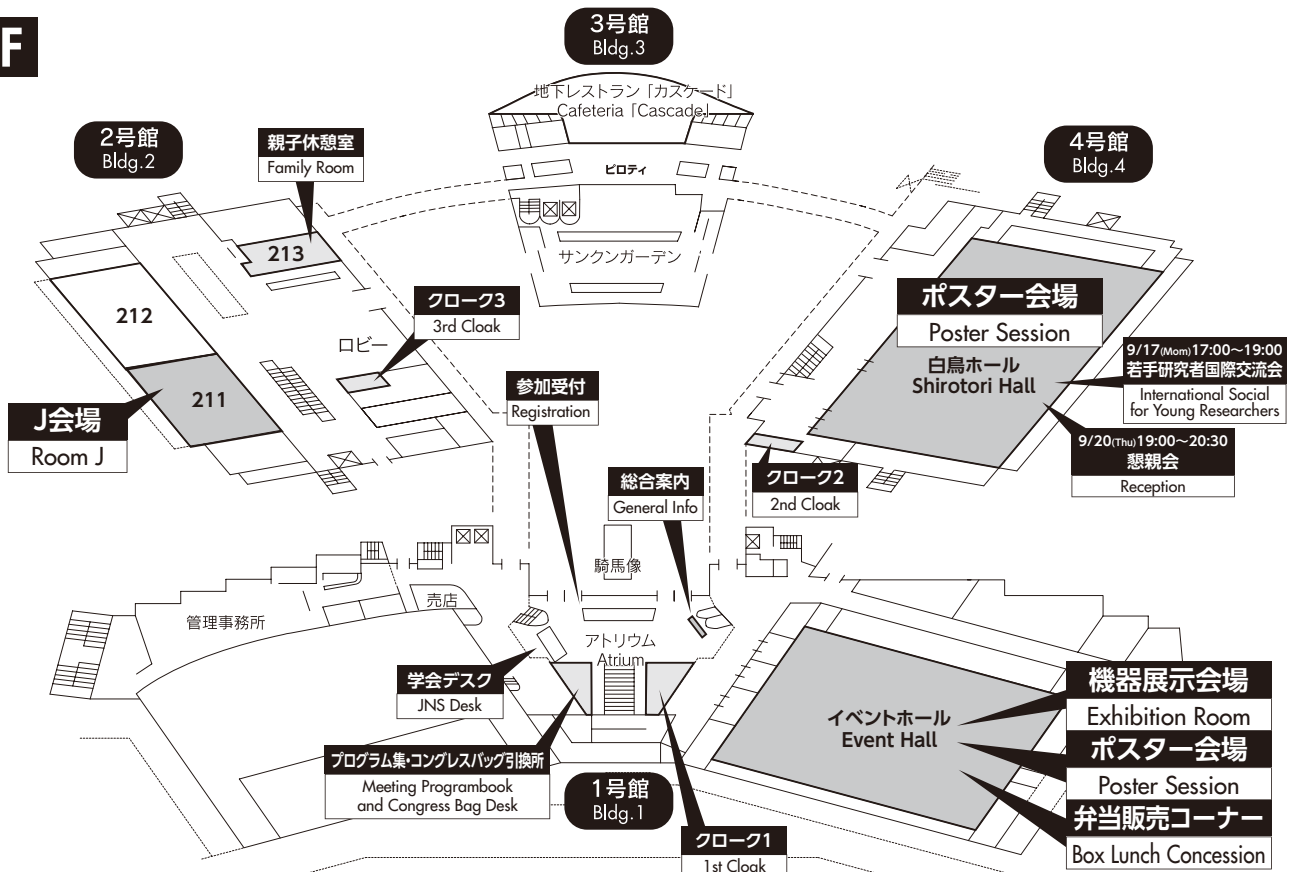 F
3号館
Bldg.3
地下レストラン「カスケード」
Cafeteria「Cascade」
2号館
Bldg.2
親子休憩室
Family Room
ピロティ
4号館
Bldg.4
213
サンクンガーデン
212
クローク3
3rd Cloak
ロビー
ポスター会場
Poster Session
白鳥ホール
Shirotori Hall
9/17(Mom)17:00～19:00
若手研究者国際交流会
International Social
for Young Researchers
211
J会場
Room J
参加受付
Registration
9/20(Thu)19:00～20:30
懇親会
Reception
総合案内
General Info
クローク2
2nd Cloak
騎馬像
売店
管理事務所
アトリウム
Atrium
学会デスク
JNS Desk
イベントホール
Event Hall
機器展示会場
Exhibition Room
ポスター会場
Poster Session
弁当販売コーナー
Box Lunch Concession
プログラム集・コングレスバッグ引換所
Meeting Programbook
and Congress Bag Desk
1号館
Bldg.1
クローク1
1st Cloak